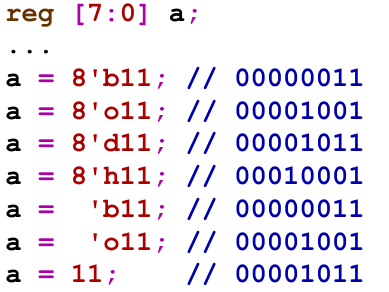 reg [7:0] a;
...
a = 8'b11; // 00000011
a = 8'o11; // 00001001
a = 8'd11; // 00001011
a = 8'h11; // 00010001
a =  'b11; // 00000011
a =  'o11; // 00001001
a = 11;    // 00001011